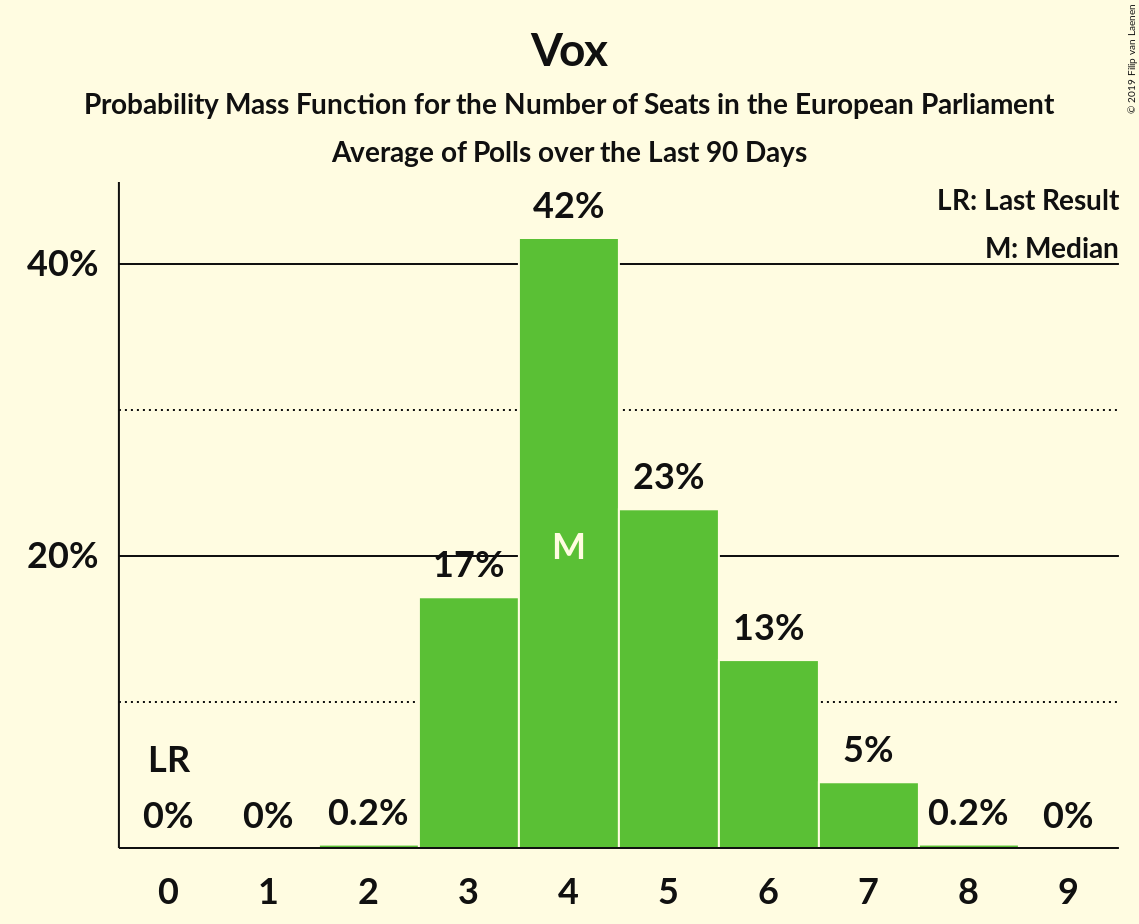 Vox
Probability Mass Function for the Number of Seats in the European Parliament
Average of Polls over the Last 90 Days
© 2019 Filip van Laenen
LR: Last Result
M: Median
40%
20%
42%
23%
17%
13%
5%
M
LR
0%
0%
0.2%
0.2%
0%
0 1 2 3 4 5 6 7 8 9